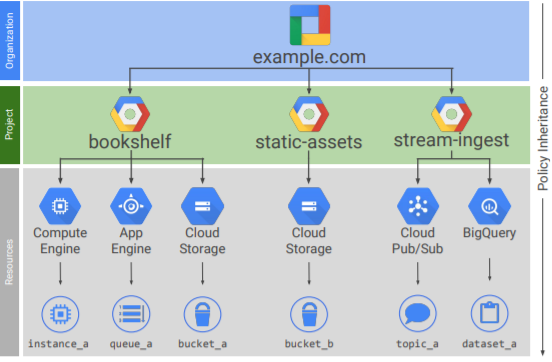 Organization
example.com
Project
bookshelf
static-assets
stream-ingest
Policy Inheritance
Resources
Compute
Engine
App
Engine
Cloud
Storage
Cloud
Storage
Cloud
Pub/Sub
BigQuery
instance_a
queue_a
bucket_a
bucket_b
topic_a
dataset_a